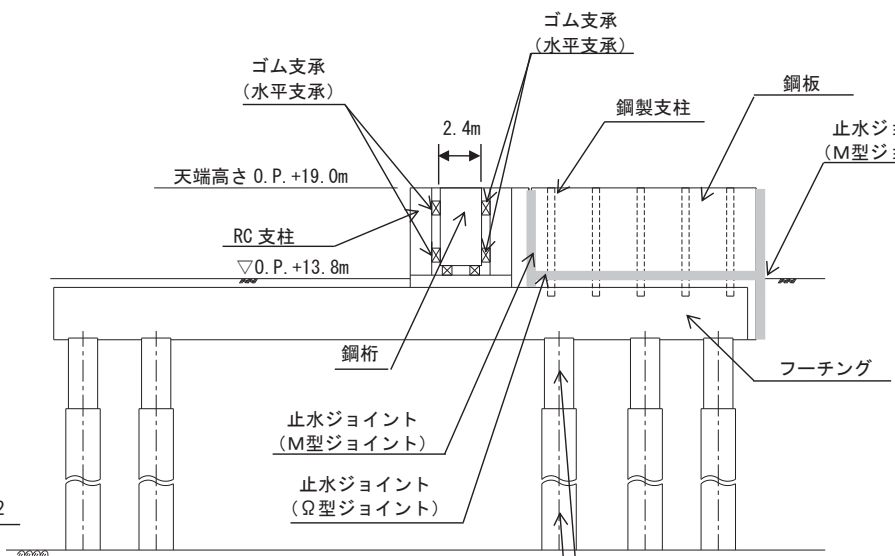 ゴム支承
(水平支承)
ゴム支承
(水平支承)
鋼板
鋼製支柱
2.4m
止水ジョ
(M型ジョ
天端高さ O.P.+19.0m
RC 支柱
▽O.P.+13.8m
鋼桁
フーチング
止水ジョイント
(M型ジョイント)
止水ジョイント
(Ω型ジョイント)
2